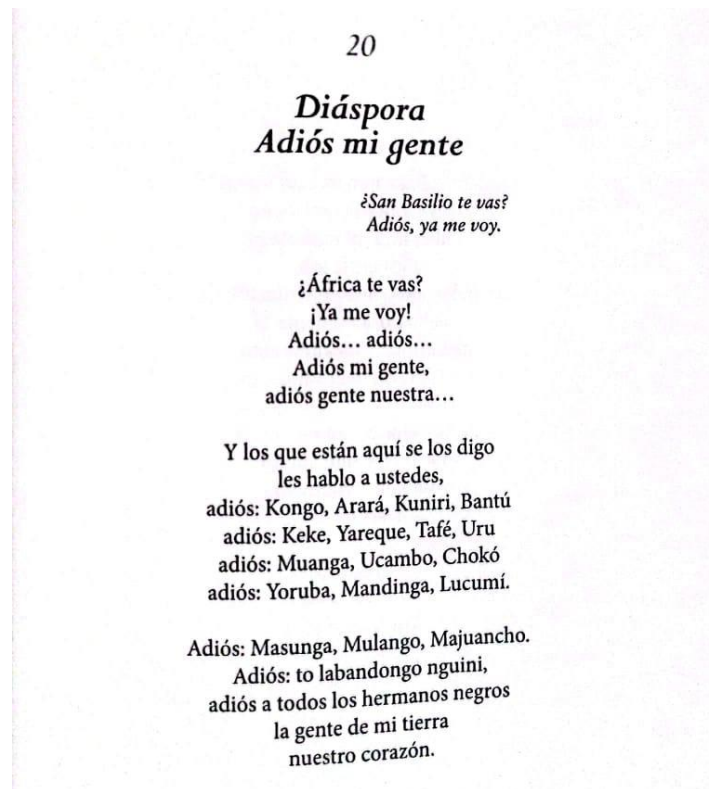 20
Diáspora
Adiós mi gente
¿San Basilio te vas?
Adiós, ya me voy.
¿África te vas?
¡Ya me voy!
Adiós... adiós...
Adiós mi gente,
adiós gente nuestra...
Y los que están aquí se los digo
les hablo a ustedes,
adiós: Kongo, Arará, Kuniri, Bantú
adiós: Keke, Yareque, Tafé, Uru
adiós: Muanga, Ucambo, Chokó
adiós: Yoruba, Mandinga, Lucumí.
Adiós: Masunga, Mulango, Majuancho.
Adiós: to labandongo nguini,
adiós a todos los hermanos negros
la gente de mi tierra
nuestro corazón.